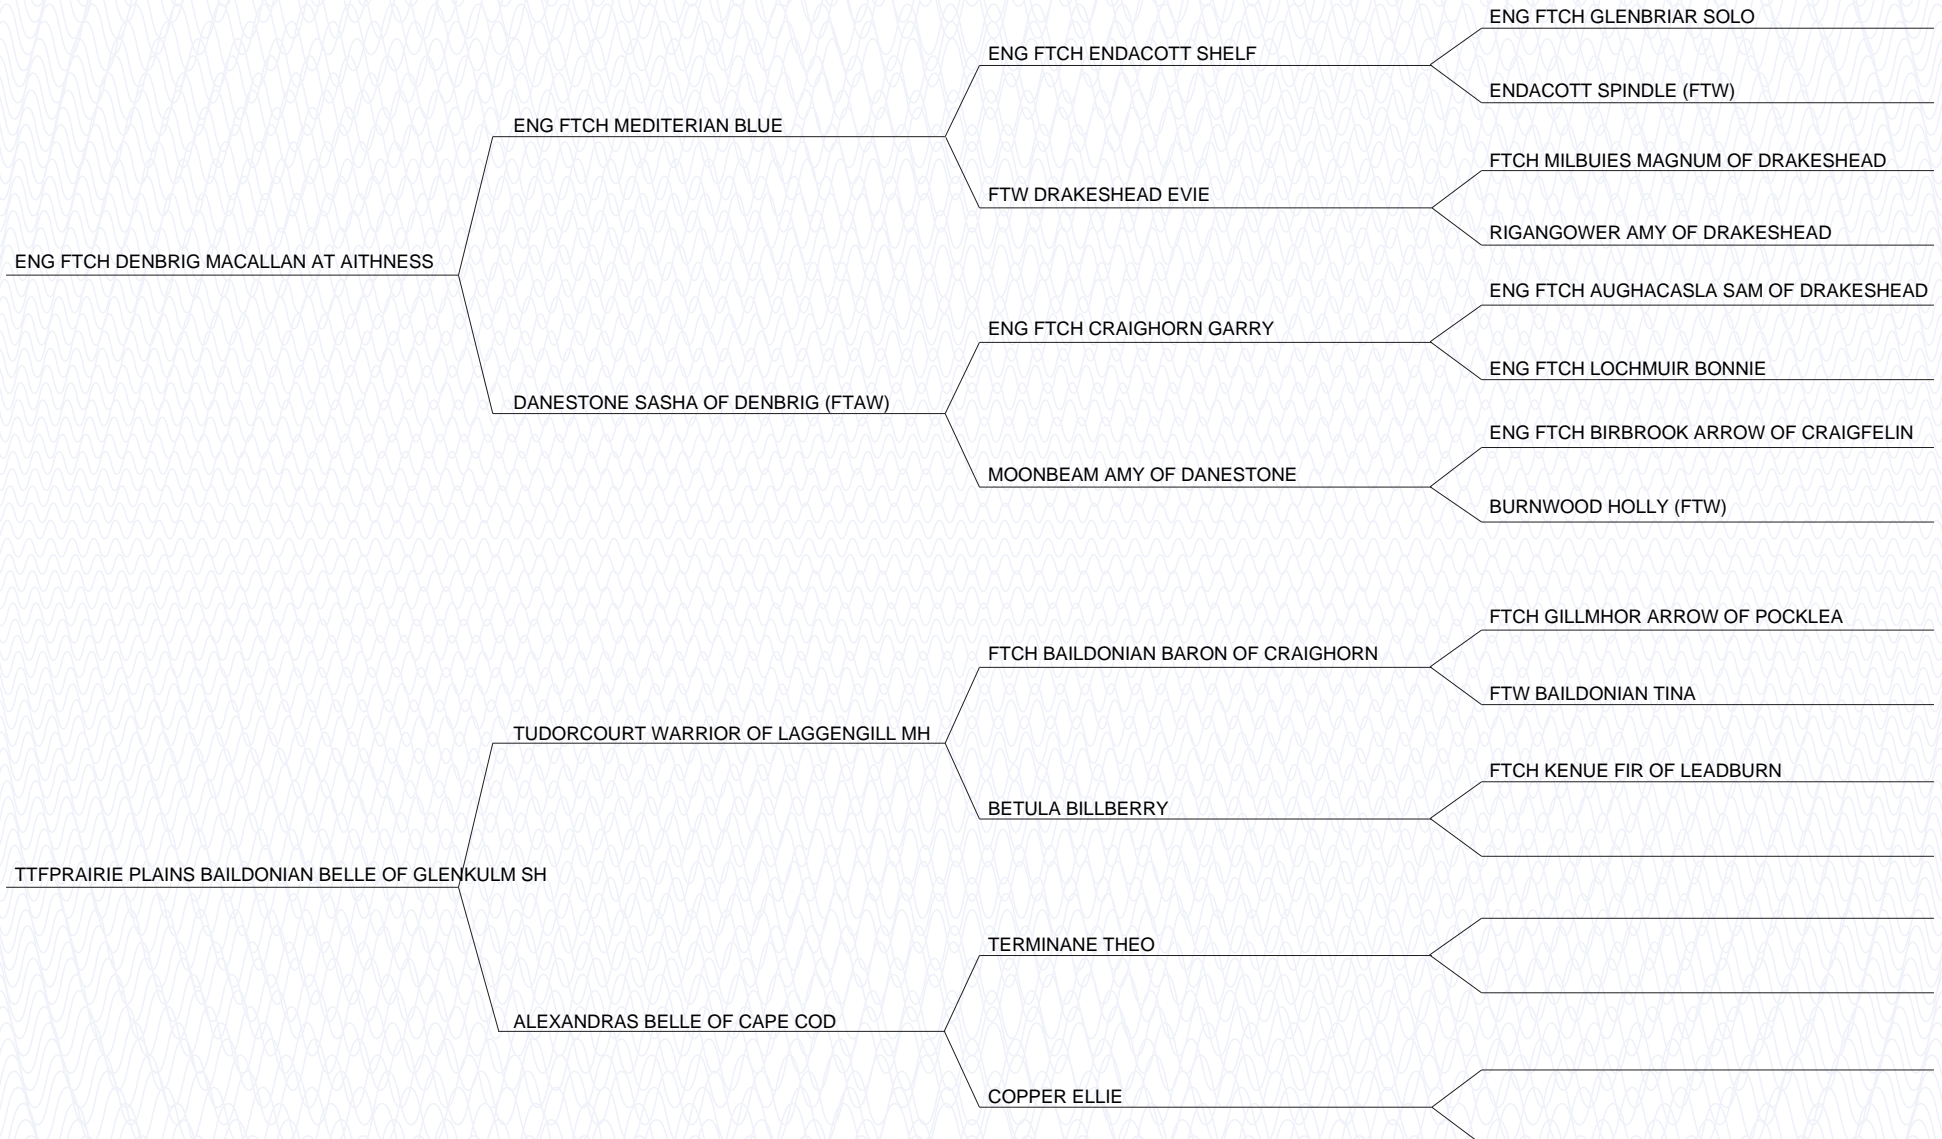 ENG FTCH GLENBRIAR SOLO
ENG FTCH ENDACOTT SHELF
ENDACOTT SPINDLE (FTW)
ENG FTCH MEDITERIAN BLUE
FTCH MILBUIES MAGNUM OF DRAKESHEAD
FTW DRAKESHEAD EVIE
RIGANGOWER AMY OF DRAKESHEAD
ENG FTCH DENBRIG MACALLAN AT AITHNESS
ENG FTCH AUGHACASLA SAM OF DRAKESHEAD
ENG FTCH CRAIGHORN GARRY
ENG FTCH LOCHMUIR BONNIE
DANESTONE SASHA OF DENBRIG (FTAW)
ENG FTCH BIRBROOK ARROW OF CRAIGFELIN
MOONBEAM AMY OF DANESTONE
BURNWOOD HOLLY (FTW)
FTCH GILLMHOR ARROW OF POCKLEA
FTCH BAILDONIAN BARON OF CRAIGHORN
FTW BAILDONIAN TINA
TUDORCOURT WARRIOR OF LAGGENGILL MH
FTCH KENUE FIR OF LEADBURN
BETULA BILLBERRY
TTFPRAIRIE PLAINS BAILDONIAN BELLE OF GLENKULM SH
TERMINANE THEO
ALEXANDRAS BELLE OF CAPE COD
COPPER ELLIE